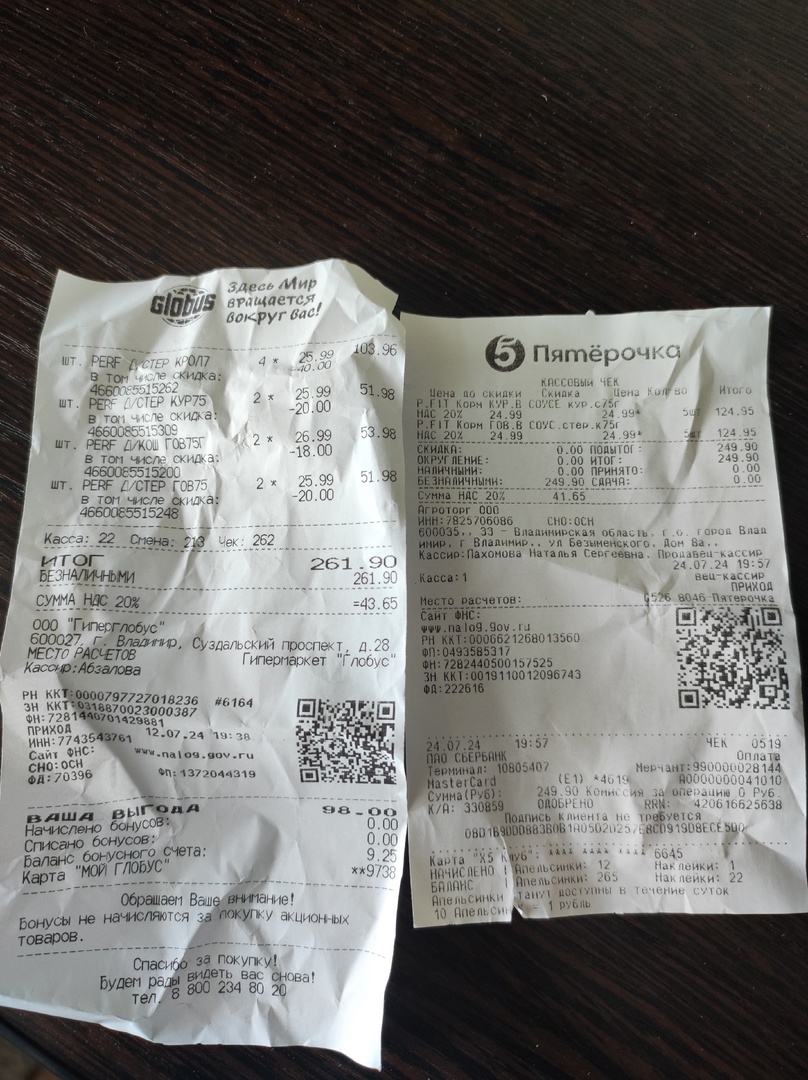 Globus
Здесь Мир
вращается
вокруг вас!
шт. PERF Д/СТЕР КРОЛ7 4 * 25.99 103.96
в том числе скидка: -40.00
4660085515262
шт. PERF Д/СТЕР КУР75 2 * 25.99 51.98
в том числе скидка: -20.00
4660085515309
шт. PERF Д/КОШ ГОВ75Г 2 * 26.99 53.98
в том числе скидка: -18.00
4660085515200
шт. PERF Д/СТЕР ГОВ75 2 * 25.99 51.98
в том числе скидка: -20.00
4660085515248
Касса: 22 Смена: 213 Чек: 262
ИТОГ 261.90
БЕЗНАЛИЧНЫМИ 261.90
СУММА НДС 20% =43.65
ООО "Гиперглобус"
600027, г. Владимир, Суздальский проспект, д.28
МЕСТО РАСЧЕТОВ Гипермаркет "Глобус"
Кассир: Абзалова
РН ККТ:0000797727018236 #6164
ЗН ККТ:0318870023000387
ФН:7281440701429881
ПРИХОД 12.07.24 19:38
ИНН:7743543761
Сайт ФНС: www.nalog.gov.ru
СНО:ОСН
ФД:70396 ФП:1372044319
ВАША ВЫГОДА 98.00
Начислено бонусов: 0.00
Списано бонусов: 0.00
Баланс бонусного счета: 9.25
Карта "МОЙ ГЛОБУС" **9738
Обращаем Ваше внимание!
Бонусы не начисляются за покупку акционных
товаров.
Спасибо за покупку!
Будем рады видеть вас снова!
тел. 8 800 234 80 20
5 Пятёрочка
КАССОВЫЙ ЧЕК
Цена до скидки Скидка Цена Кол-во Итого
P.FIT Корм КУР.В СОУСЕ кур.с75г
НДС 20% 24.99 24.99* 5шт 124.95
P.FIT Корм ГОВ.В СОУС.стер.к75г
НДС 20% 24.99 24.99* 5шт 124.95
СКИДКА: 0.00 ПОДЫТОГ: 249.90
ОКРУГЛЕНИЕ: 0.00 ИТОГ: 249.90
НАЛИЧНЫМИ: 0.00 ПРИНЯТО: 0.00
БЕЗНАЛИЧНЫМИ: 249.90 СДАЧА: 0.00
Сумма НДС 20% 41.65
Агроторг ООО
ИНН:7825706086 СНО:ОСН
600035,, 33 - Владимирская область, г.о. город Влад
имир, г Владимир,, ул Безыменского, Дом 8а,,
Кассир:Пахомова Наталья Сергеевна, Продавец-кассир
24.07.24 19:57
Касса:1 вец-кассир
ПРИХОД
Место расчетов: G526 8046-Пятерочка
Сайт ФНС:
www.nalog.gov.ru
РН ККТ:0006621268013560
ФП:0493585317
ФН:7282440500157525
ЗН ККТ:0019110012096743
ФД:222616
24.07.24 19:57 ЧЕК 0519
ПАО СБЕРБАНК Оплата
Терминал: 10805407 Мерчант:990000028144
MasterCard (E1) *4619 A0000000041010
Сумма(Руб): 249.90 Комиссия за операцию 0 Руб.
К/А: 330859 ОДОБРЕНО RRN: 420616625638
Подпись клиента не требуется
Карта "X5 Клуб": **** **** **** 6645
НАЧИСЛЕНО Апельсинки: 12 Наклейки: 1
БАЛАНС Апельсинки: 265 Наклейки: 22
Апельсинки станут доступны в течение суток
10 Апельсинок = 1 рубль